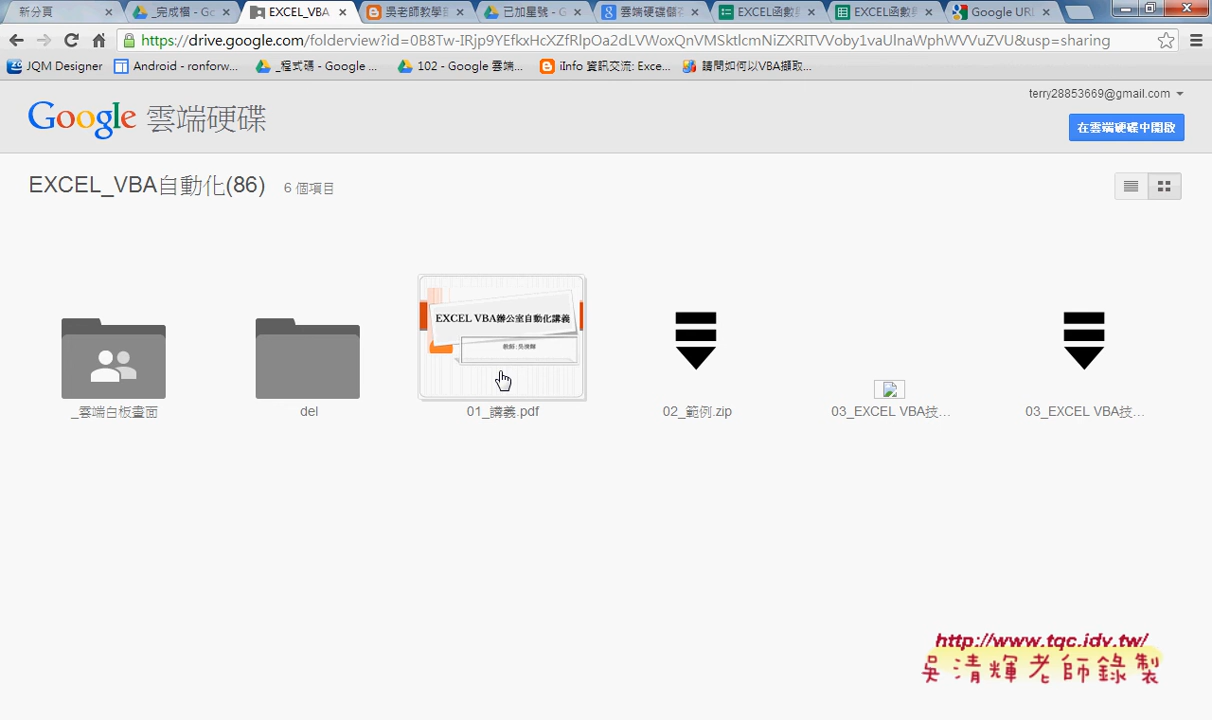 新分頁
_完成檔 - Go
EXCEL_VBA
吳老師教學部
已加星號 - G
雲端硬碟儲存
EXCEL函數與
EXCEL函數與
Google URL
https://drive.google.com/folderview?id=0B8Tw-IRjp9YEfkxHcXZfRlpOa2dLVWoxQnVMSktlcmNiZXRITVVoby1vaUlnaWphWVVuZVU&usp=sharing
JQM Designer
Android - ronforw...
_程式碼 - Google ...
102 - Google 雲端...
iInfo 資訊交流: Exce...
請問如何以VBA擷取...
terry28853669@gmail.com
Google 雲端硬碟
在雲端硬碟中開啟
EXCEL_VBA自動化(86) 6 個項目
EXCEL VBA辦公室自動化講義
_雲端白板畫面
del
01_講義.pdf
02_範例.zip
03_EXCEL VBA技...
03_EXCEL VBA技...
http://www.tqc.idv.tw/
吳清輝老師錄製